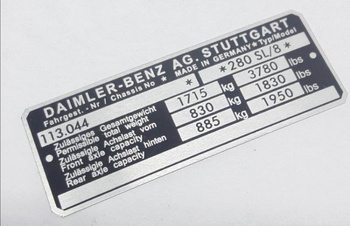 DAIMLER-BENZ AG. STUTTGART
Fahrgest.-Nr / Chassis No * MADE IN GERMANY * Typ/Model
113.044 * *280 SL/8*
Zulässiges Gesamtgewicht
Permissible total weight 1715 kg 3780 lbs
Zulässige Achslast vorn
Front axle capacity 830 kg 1830 lbs
Zulässige Achslast hinten
Rear axle capacity 885 kg 1950 lbs